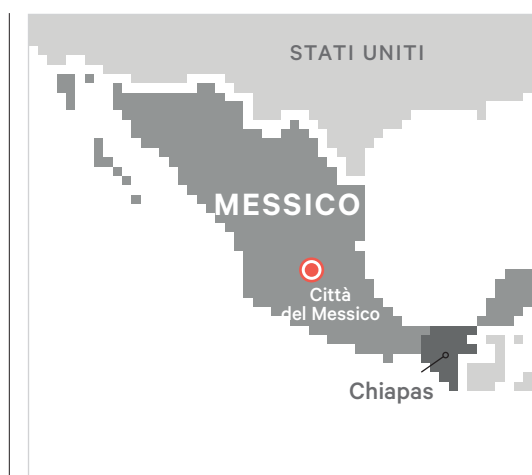 STATI UNITI
MESSICO
Città
del Messico
Chiapas